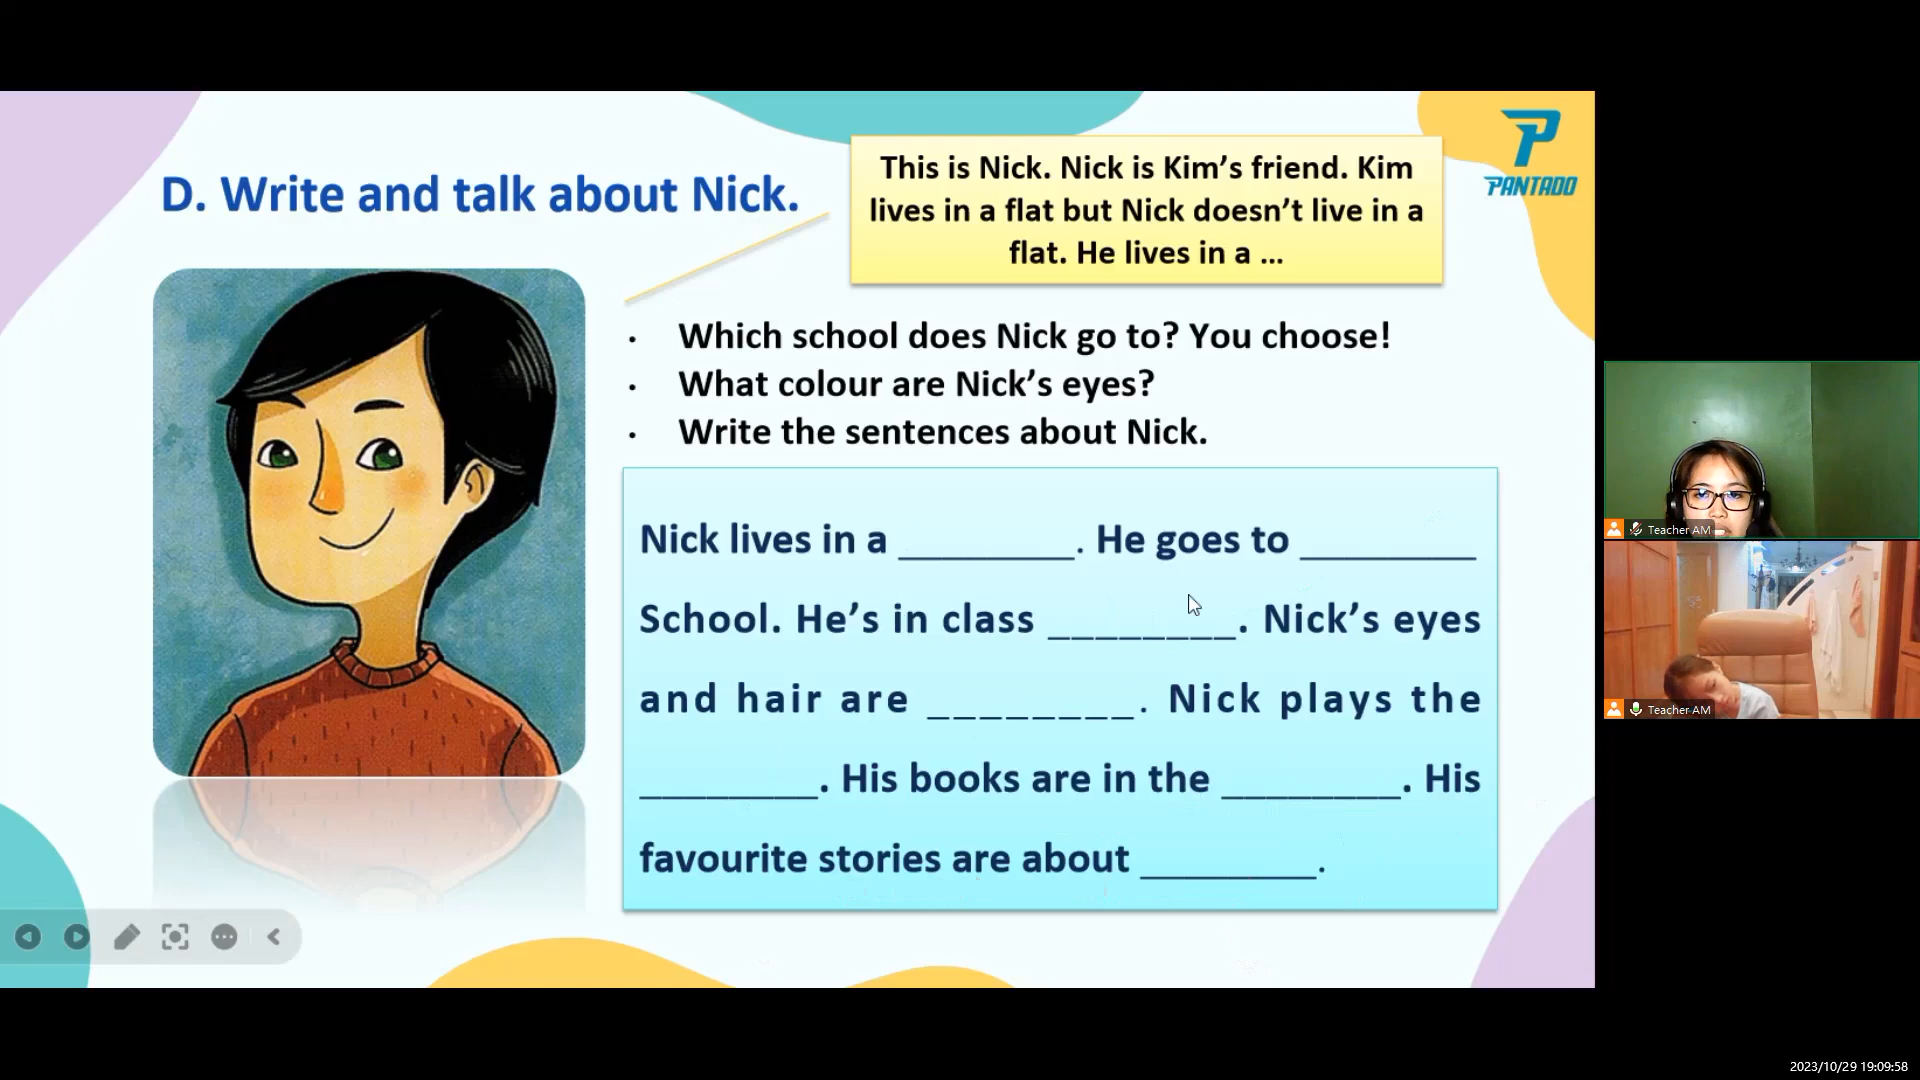 D. Write and talk about Nick.
This is Nick. Nick is Kim’s friend. Kim
lives in a flat but Nick doesn’t live in a
flat. He lives in a ...
PANTADO
• Which school does Nick go to? You choose!
• What colour are Nick’s eyes?
• Write the sentences about Nick.
Nick lives in a ________. He goes to ________
School. He’s in class ________. Nick’s eyes
and hair are ________. Nick plays the
________. His books are in the ________. His
favourite stories are about ________.
Teacher AM
Teacher AM
2023/10/29 19:09:58